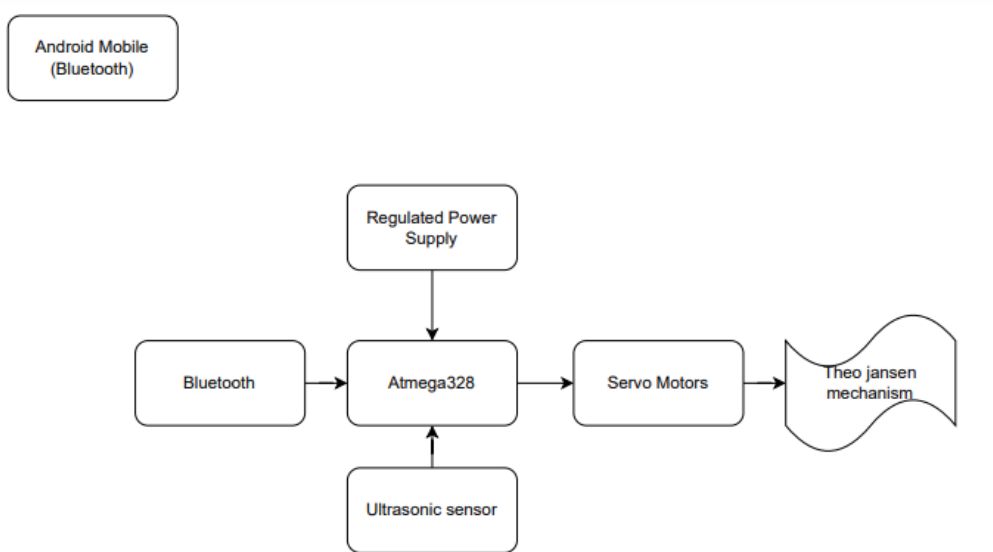 Android Mobile
(Bluetooth)
Regulated Power
Supply
Bluetooth
Atmega328
Servo Motors
Theo jansen
mechanism
Ultrasonic sensor